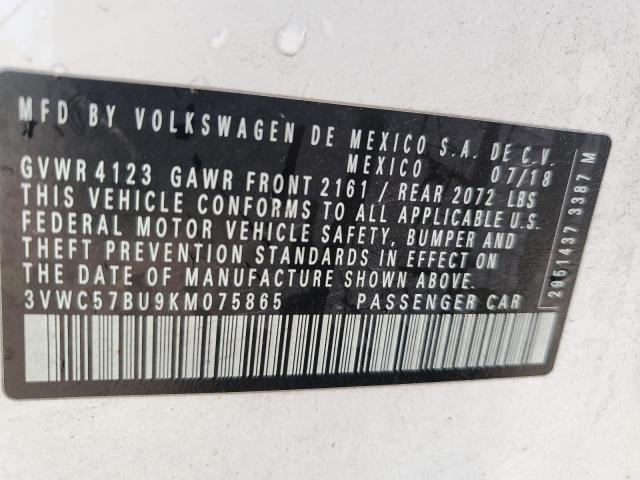 MFD BY VOLKSWAGEN DE MEXICO S.A. DE C.V.
MEXICO 07/18
GVWR 4123 GAWR FRONT 2161 / REAR 2072 LBS
THIS VEHICLE CONFORMS TO ALL APPLICABLE U.S.
FEDERAL MOTOR VEHICLE SAFETY, BUMPER AND
THEFT PREVENTION STANDARDS IN EFFECT ON
THE DATE OF MANUFACTURE SHOWN ABOVE.
3VWC57BU9KM075865 PASSENGER CAR
2051437 3387 M